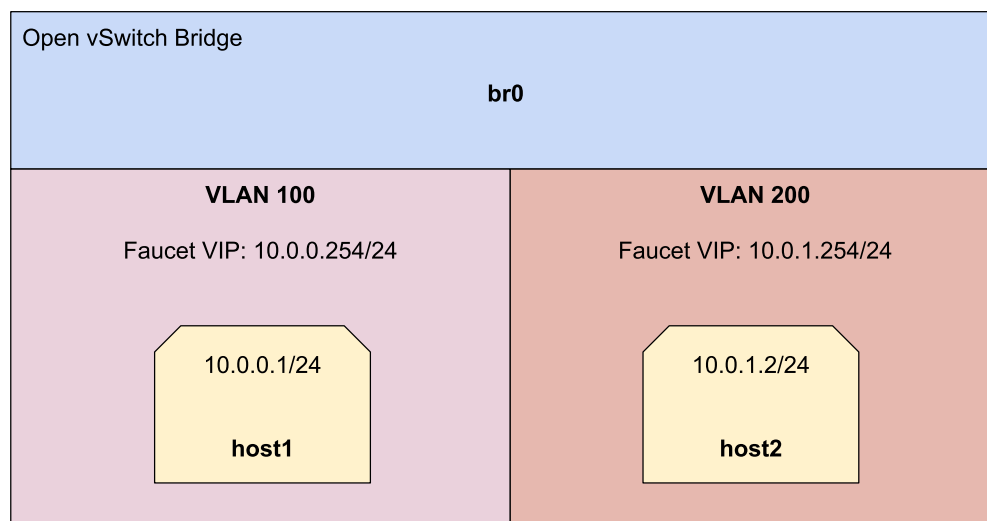 Open vSwitch Bridge
br0
VLAN 100
Faucet VIP: 10.0.0.254/24
10.0.0.1/24
host1
VLAN 200
Faucet VIP: 10.0.1.254/24
10.0.1.2/24
host2